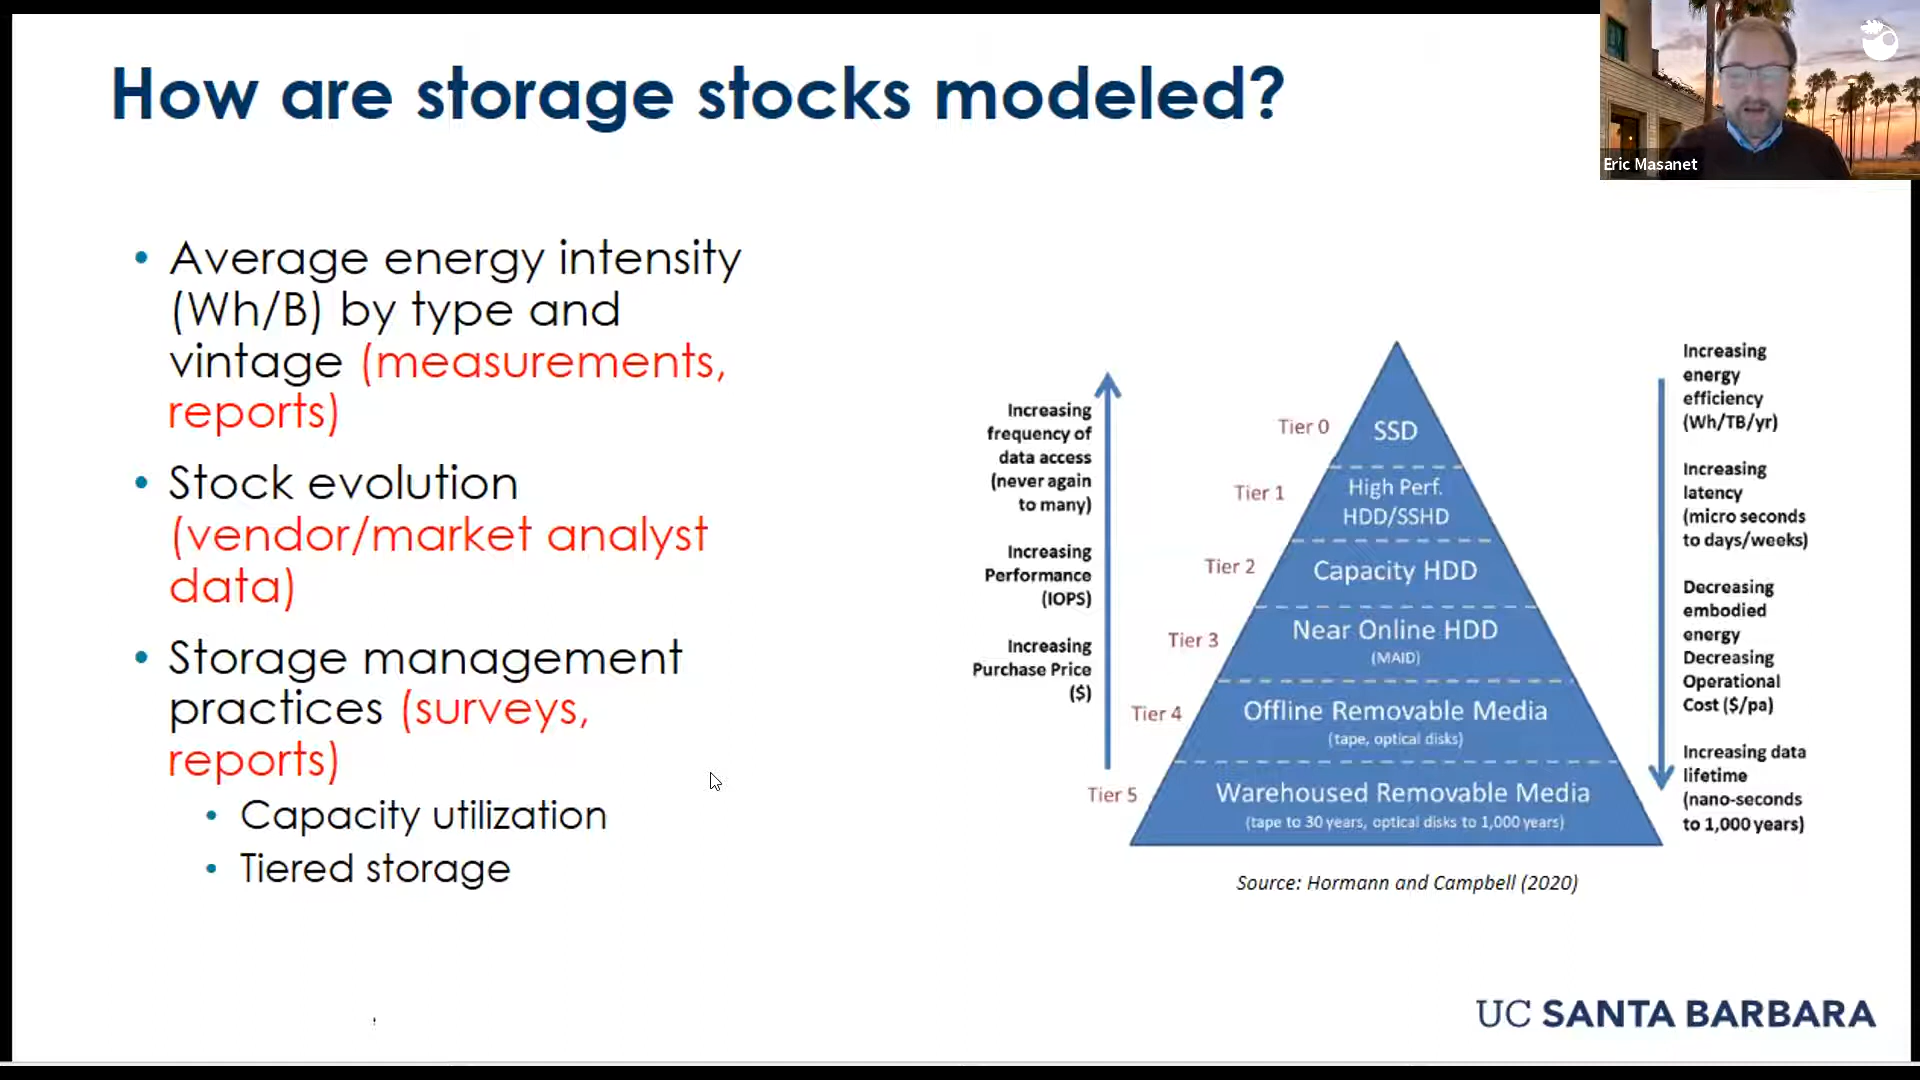 How are storage stocks modeled?
Eric Masanet
• Average energy intensity
(Wh/B) by type and
vintage (measurements,
reports)
• Stock evolution
(vendor/market analyst
data)
• Storage management
practices (surveys,
reports)
• Capacity utilization
• Tiered storage
Increasing
frequency of
data access
(never again
to many)
Increasing
Performance
(IOPS)
Increasing
Purchase Price
($)
Tier 0
SSD
Tier 1
High Perf.
HDD/SSHD
Tier 2
Capacity HDD
Tier 3
Near Online HDD
(MAID)
Tier 4
Offline Removable Media
(tape, optical disks)
Tier 5
Warehoused Removable Media
(tape to 30 years, optical disks to 1,000 years)
Increasing
energy
efficiency
(Wh/TB/yr)
Increasing
latency
(micro seconds
to days/weeks)
Decreasing
embodied
energy
Decreasing
Operational
Cost ($/pa)
Increasing data
lifetime
(nano-seconds
to 1,000 years)
Source: Hormann and Campbell (2020)
UC SANTA BARBARA